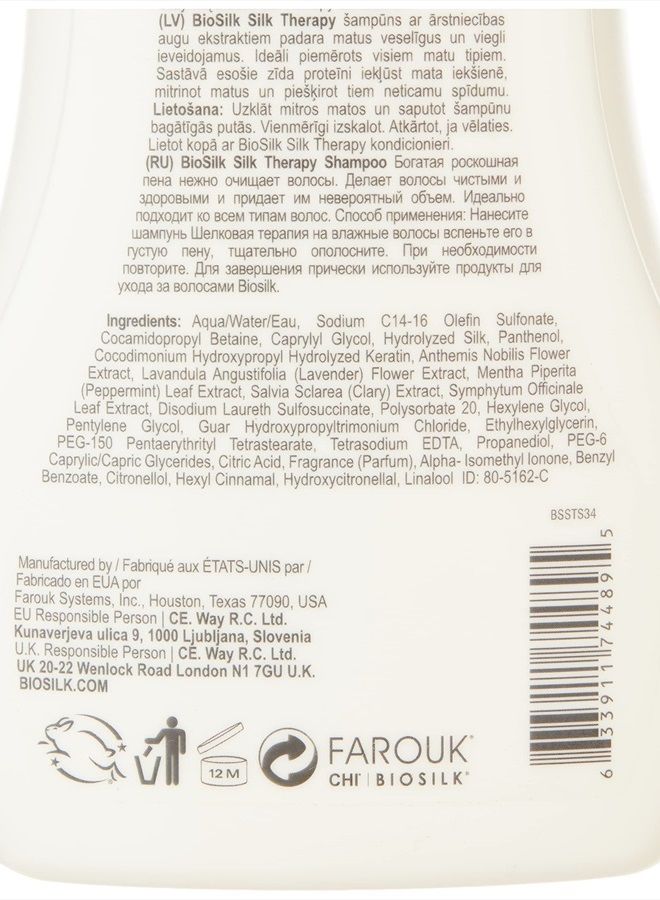 (LV) BioSilk Silk Therapy šampūns ar ārstniecības
augu ekstraktiem padara matus veselīgus un viegli
ieveidojamus. Ideāli piemērots visiem matu tipiem.
Sastāvā esošie zīda proteīni iekļūst mata iekšienē,
mitrinot matus un piešķirot tiem neticamu spīdumu.
Lietošana: Uzklāt mitros matos un saputot šampūnu
bagātīgās putās. Vienmērīgi izskalot. Atkārtot, ja vēlaties.
Lietot kopā ar BioSilk Silk Therapy kondicionieri.
(RU) BioSilk Silk Therapy Shampoo Богатая роскошная
пена нежно очищает волосы. Делает волосы чистыми и
здоровыми и придает им невероятный объем. Идеально
подходит ко всем типам волос. Способ применения: Нанесите
шампунь Шелковая терапия на влажные волосы вспеньте его в
густую пену, тщательно ополосните. При необходимости
повторите. Для завершения прически используйте продукты для
ухода за волосами Biosilk.
Ingredients: Aqua/Water/Eau, Sodium C14-16 Olefin Sulfonate,
Cocamidopropyl Betaine, Caprylyl Glycol, Hydrolyzed Silk, Panthenol,
Cocodimonium Hydroxypropyl Hydrolyzed Keratin, Anthemis Nobilis Flower
Extract, Lavandula Angustifolia (Lavender) Flower Extract, Mentha Piperita
(Peppermint) Leaf Extract, Salvia Sclarea (Clary) Extract, Symphytum Officinale
Leaf Extract, Disodium Laureth Sulfosuccinate, Polysorbate 20, Hexylene Glycol,
Pentylene Glycol, Guar Hydroxypropyltrimonium Chloride, Ethylhexylglycerin,
PEG-150 Pentaerythrityl Tetrastearate, Tetrasodium EDTA, Propanediol, PEG-6
Caprylic/Capric Glycerides, Citric Acid, Fragrance (Parfum), Alpha- Isomethyl Ionone, Benzyl
Benzoate, Citronellol, Hexyl Cinnamal, Hydroxycitronellal, Linalool ID: 80-5162-C
BSSTS34
Manufactured by / Fabriqué aux ÉTATS-UNIS par /
Fabricado en EUA por
Farouk Systems, Inc., Houston, Texas 77090, USA
EU Responsible Person | CE. Way R.C. Ltd.
Kunaverjeva ulica 9, 1000 Ljubljana, Slovenia
U.K. Responsible Person | CE. Way R.C. Ltd.
UK 20-22 Wenlock Road London N1 7GU U.K.
BIOSILK.COM
12 M
FAROUK®
CHI® | BIOSILK®
6 33911 74489 5